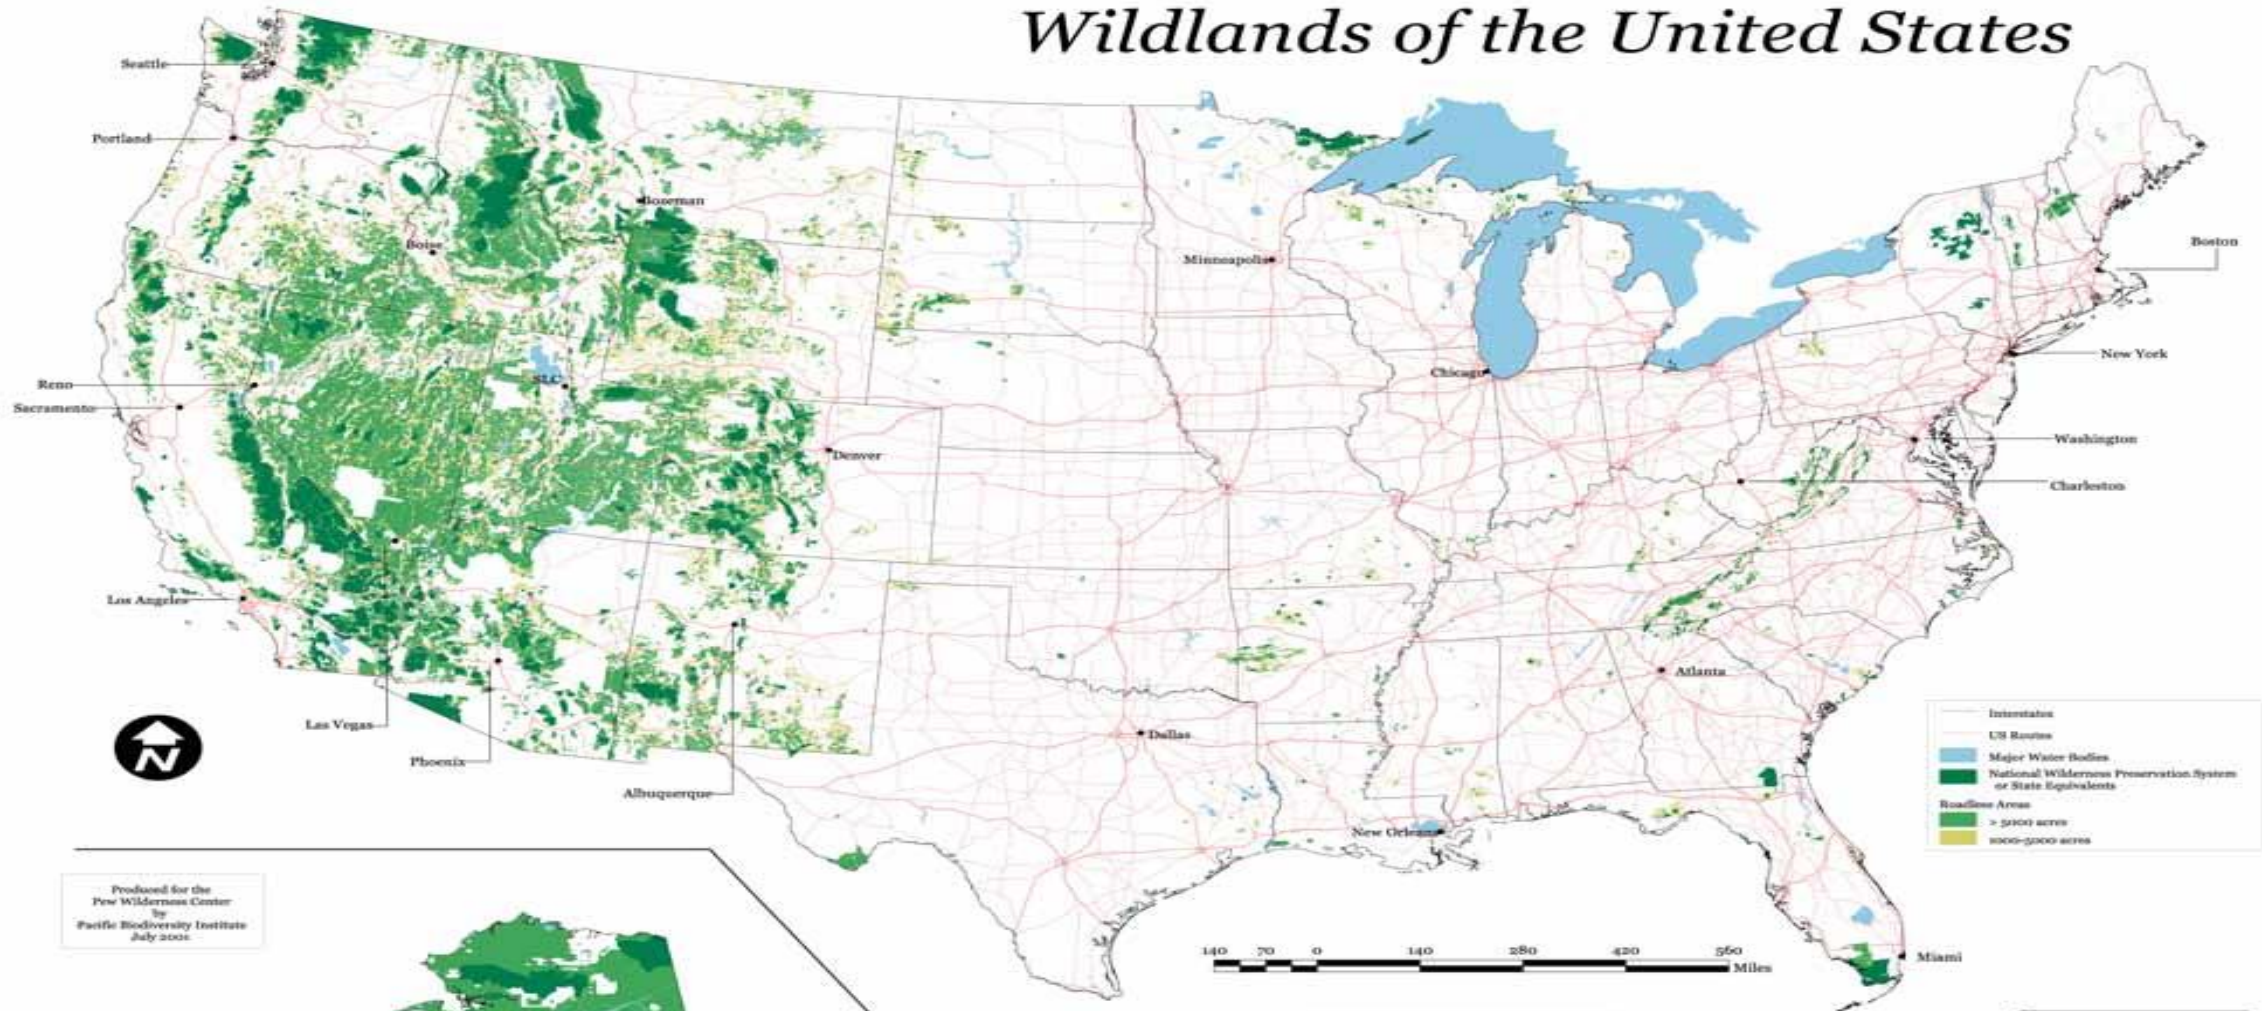 Wildlands of the United States
Seattle
Portland
Bozeman
Boise
Minneapolis
Boston
Reno
Sacramento
SLC
Chicago
New York
Denver
Washington
Charleston
Los Angeles
Las Vegas
Phoenix
Albuquerque
Atlanta
Dallas
New Orleans
Miami
N
Interstates
US Routes
Major Water Bodies
National Wilderness Preservation System
or State Equivalents
Roadless Areas
> 5000 acres
1000-5000 acres
Produced for the
Pew Wilderness Center
by
Pacific Biodiversity Institute
July 2001
140 70 0 140 280 420 560
Miles